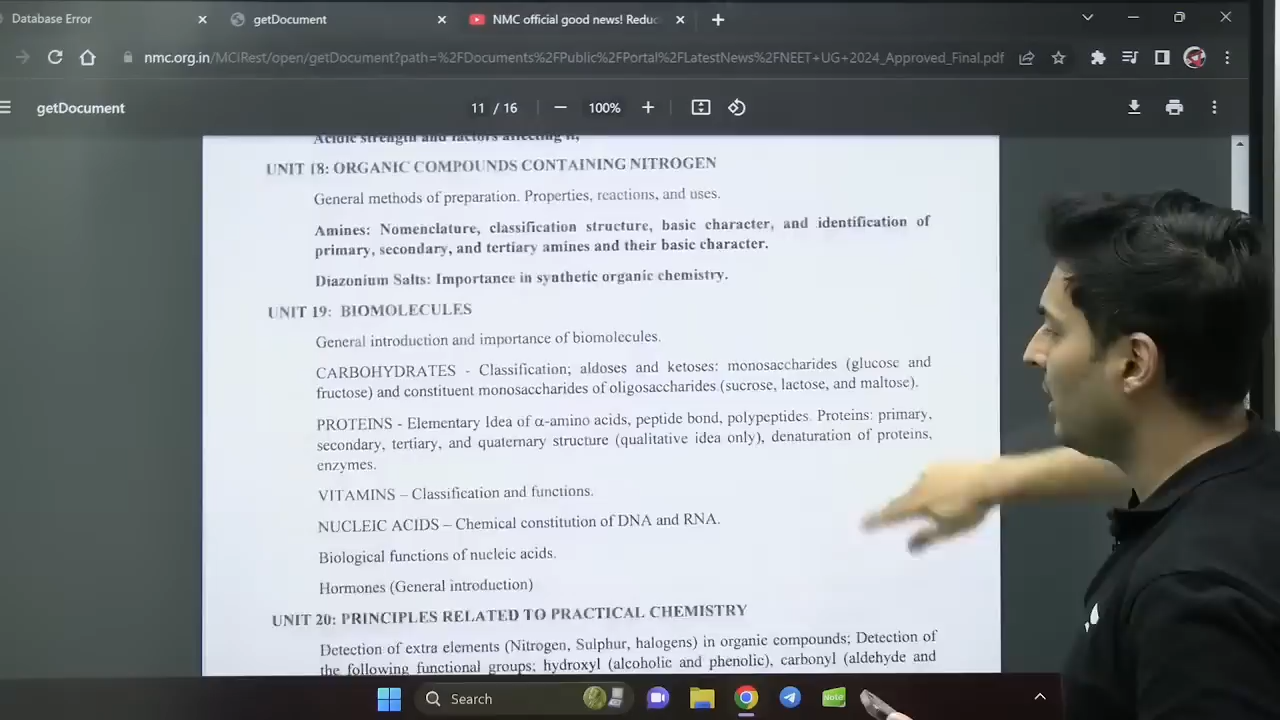 Database Error
getDocument
NMC official good news! Reduc
nmc.org.in/MCIRest/open/getDocument?path=%2FDocuments%2FPublic%2FPortal%2FLatestNews%2FNEET+UG+2024_Approved_Final.pdf
getDocument
11 / 16
100%
Acidic strength and factors affecting it,
UNIT 18: ORGANIC COMPOUNDS CONTAINING NITROGEN
General methods of preparation. Properties, reactions, and uses.
Amines: Nomenclature, classification structure, basic character, and identification of
primary, secondary, and tertiary amines and their basic character.
Diazonium Salts: Importance in synthetic organic chemistry.
UNIT 19: BIOMOLECULES
General introduction and importance of biomolecules.
CARBOHYDRATES - Classification; aldoses and ketoses: monosaccharides (glucose and
fructose) and constituent monosaccharides of oligosaccharides (sucrose, lactose, and maltose).
PROTEINS - Elementary Idea of α-amino acids, peptide bond, polypeptides. Proteins: primary,
secondary, tertiary, and quaternary structure (qualitative idea only), denaturation of proteins,
enzymes.
VITAMINS – Classification and functions.
NUCLEIC ACIDS – Chemical constitution of DNA and RNA.
Biological functions of nucleic acids.
Hormones (General introduction)
UNIT 20: PRINCIPLES RELATED TO PRACTICAL CHEMISTRY
Detection of extra elements (Nitrogen, Sulphur, halogens) in organic compounds; Detection of
the following functional groups; hydroxyl (alcoholic and phenolic), carbonyl (aldehyde and
Search
Note